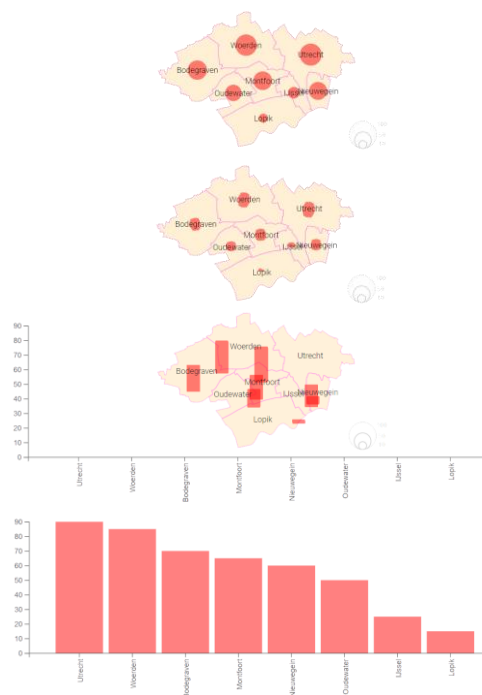 Woerden
Utrecht
Bodegraven
Montfoort
Oudewater
IJssel
Nieuwegein
Lopik
Woerden
Utrecht
Bodegraven
Montfoort
Oudewater
IJssel
Nieuwegein
Lopik
90
80
70
60
50
40
30
20
10
0
Woerden
Utrecht
Bodegraven
Montfoort
Oudewater
IJssel
Nieuwegein
Lopik
Utrecht
Woerden
Bodegraven
Montfoort
Nieuwegein
Oudewater
IJssel
Lopik
90
80
70
60
50
40
30
20
10
0
Utrecht
Woerden
Bodegraven
Montfoort
Nieuwegein
Oudewater
IJssel
Lopik